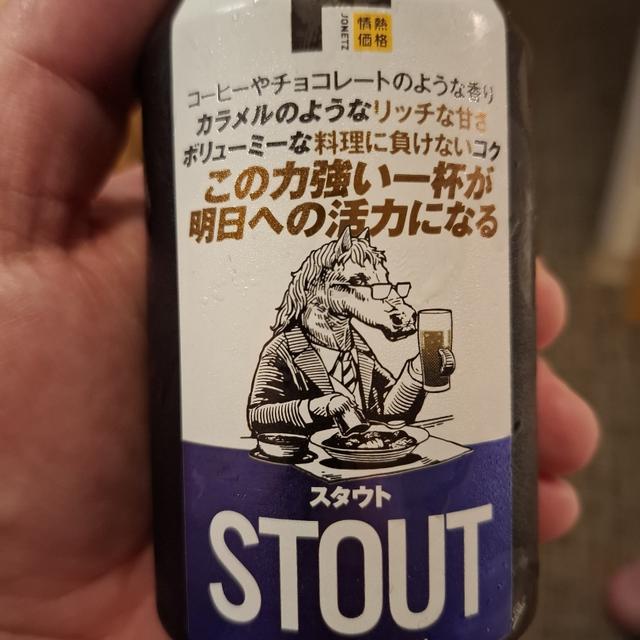 JONETZ
情熱
価格
コーヒーやチョコレートのような香り
カラメルのようなリッチな甘さ
ボリューミーな料理に負けないコク
この力強い一杯が
明日への活力になる
スタウト
STOUT